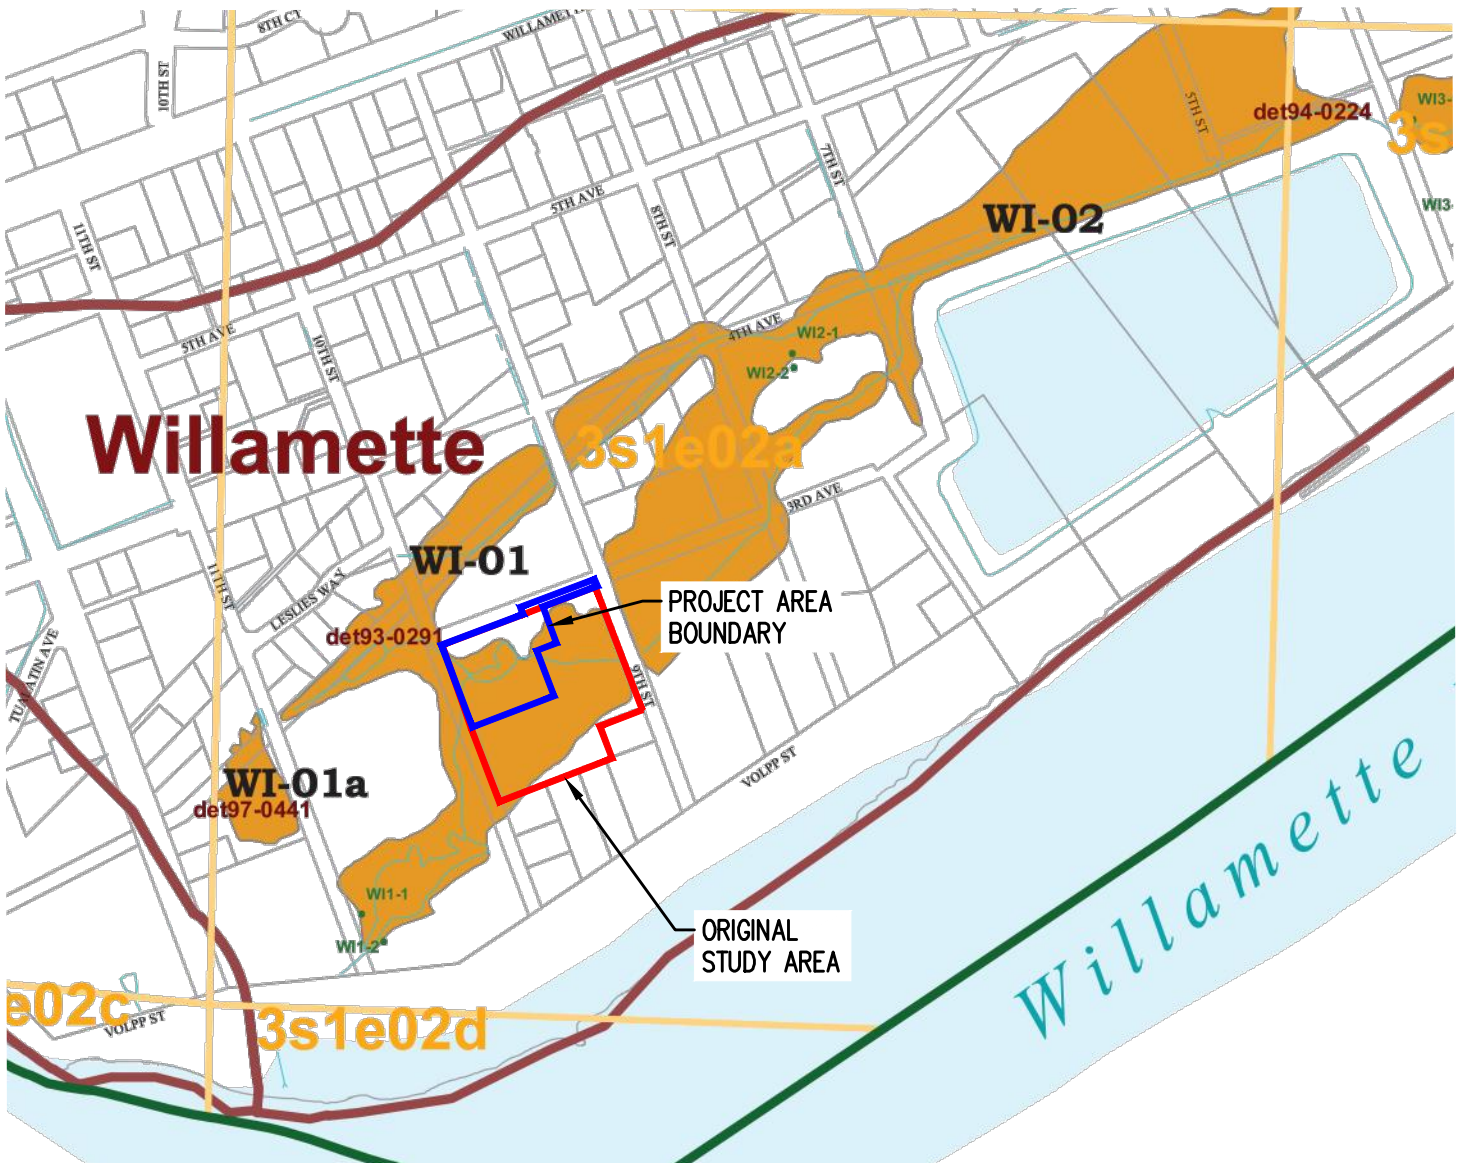 8TH CT
WILLAMET
10TH ST
5TH ST
det94-0224
WI3-
3s
7TH ST
5TH AVE
8TH ST
WI3-
WI-02
11TH ST
4TH AVE
WI2-1
5TH AVE
10TH ST
WI2-2
Willamette
3s1e02a
3RD AVE
WI-01
11TH ST
LESLIES WAY
PROJECT AREA
BOUNDARY
det93-0291
TUALATIN AVE
9TH ST
WI-01a
det97-0441
VOLPP ST
Willamette
WI1-1
ORIGINAL
STUDY AREA
WI1-2
e02c
VOLPP ST
3s1e02d